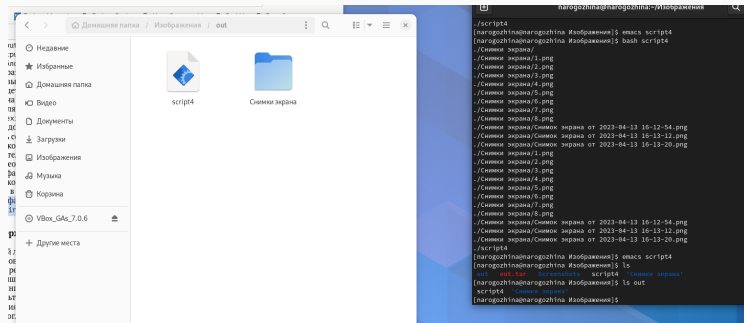 Домашняя папка / Изображения / out
Недавние
Избранные
Домашняя папка
Видео
Документы
Загрузки
Изображения
Музыка
Корзина
VBox_GAs_7.0.6
+ Другие места
script4
Снимки экрана
narogozhina@narogozhina:~/Изображения
./script4
[narogozhina@narogozhina Изображения]$ emacs script4
[narogozhina@narogozhina Изображения]$ bash script4
./Снимки экрана/
./Снимки экрана/1.png
./Снимки экрана/2.png
./Снимки экрана/3.png
./Снимки экрана/4.png
./Снимки экрана/5.png
./Снимки экрана/6.png
./Снимки экрана/7.png
./Снимки экрана/8.png
./Снимки экрана/Снимок экрана от 2023-04-13 16-12-54.png
./Снимки экрана/Снимок экрана от 2023-04-13 16-13-12.png
./Снимки экрана/Снимок экрана от 2023-04-13 16-13-20.png
./Снимки экрана/1.png
./Снимки экрана/2.png
./Снимки экрана/3.png
./Снимки экрана/4.png
./Снимки экрана/5.png
./Снимки экрана/6.png
./Снимки экрана/7.png
./Снимки экрана/8.png
./Снимки экрана/Снимок экрана от 2023-04-13 16-12-54.png
./Снимки экрана/Снимок экрана от 2023-04-13 16-13-12.png
./Снимки экрана/Снимок экрана от 2023-04-13 16-13-20.png
./script4
[narogozhina@narogozhina Изображения]$ emacs script4
[narogozhina@narogozhina Изображения]$ ls
out out.tar Screenshots script4 'Снимки экрана'
[narogozhina@narogozhina Изображения]$ ls out
script4 'Снимки экрана'
[narogozhina@narogozhina Изображения]$